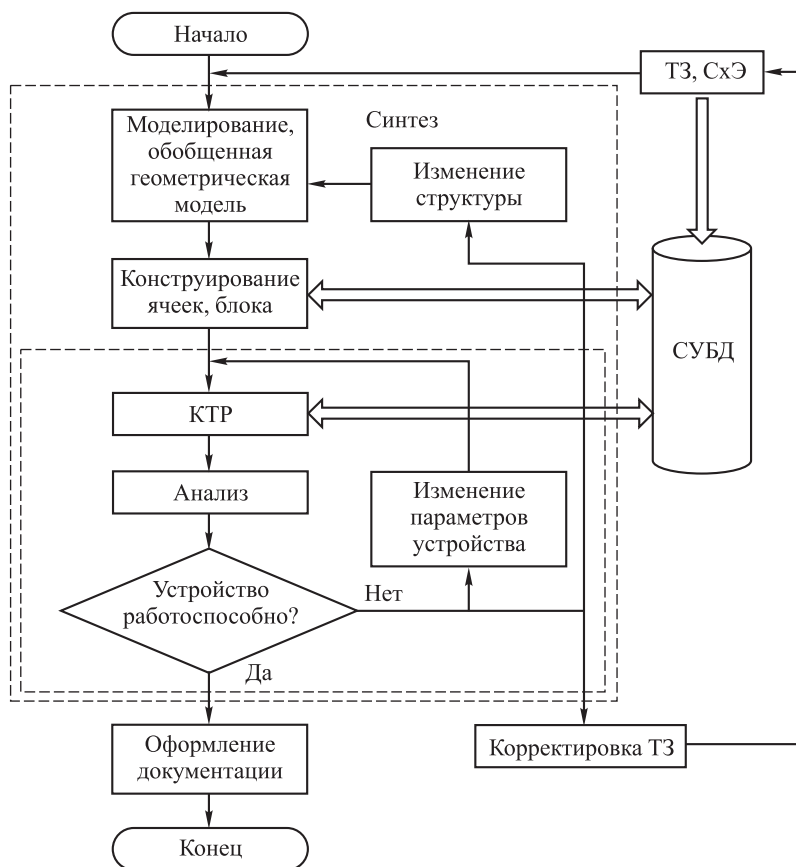 Начало
ТЗ, СхЭ
Моделирование,
обобщенная
геометрическая
модель
Синтез
Изменение
структуры
Конструирование
ячеек, блока
СУБД
КТР
Анализ
Изменение
параметров
устройства
Устройство
работоспособно?
Нет
Да
Оформление
документации
Корректировка ТЗ
Конец